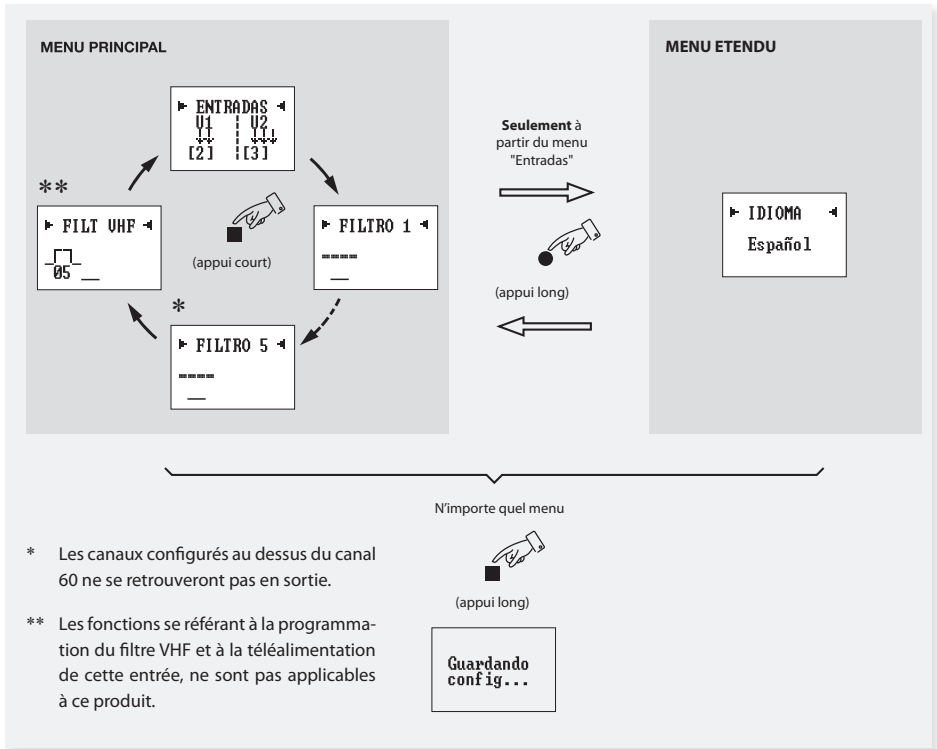 MENU PRINCIPAL
ENTRADAS
U1 U2
[2] [3]
**
FILT VHF
05
(appui court)
FILTRO 1
----
*
FILTRO 5
----
Seulement à
partir du menu
"Entradas"
(appui long)
MENU ETENDU
IDIOMA
Español
N'importe quel menu
(appui long)
Guardando
config...
* Les canaux configurés au dessus du canal
60 ne se retrouveront pas en sortie.
** Les fonctions se référant à la programma-
tion du filtre VHF et à la téléalimentation
de cette entrée, ne sont pas applicables
à ce produit.